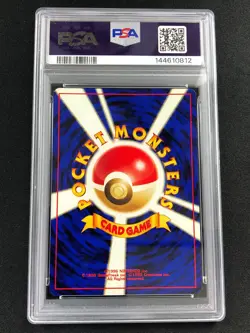 PSA
PSA
144610812
POCKET MONSTERS
CARD GAME